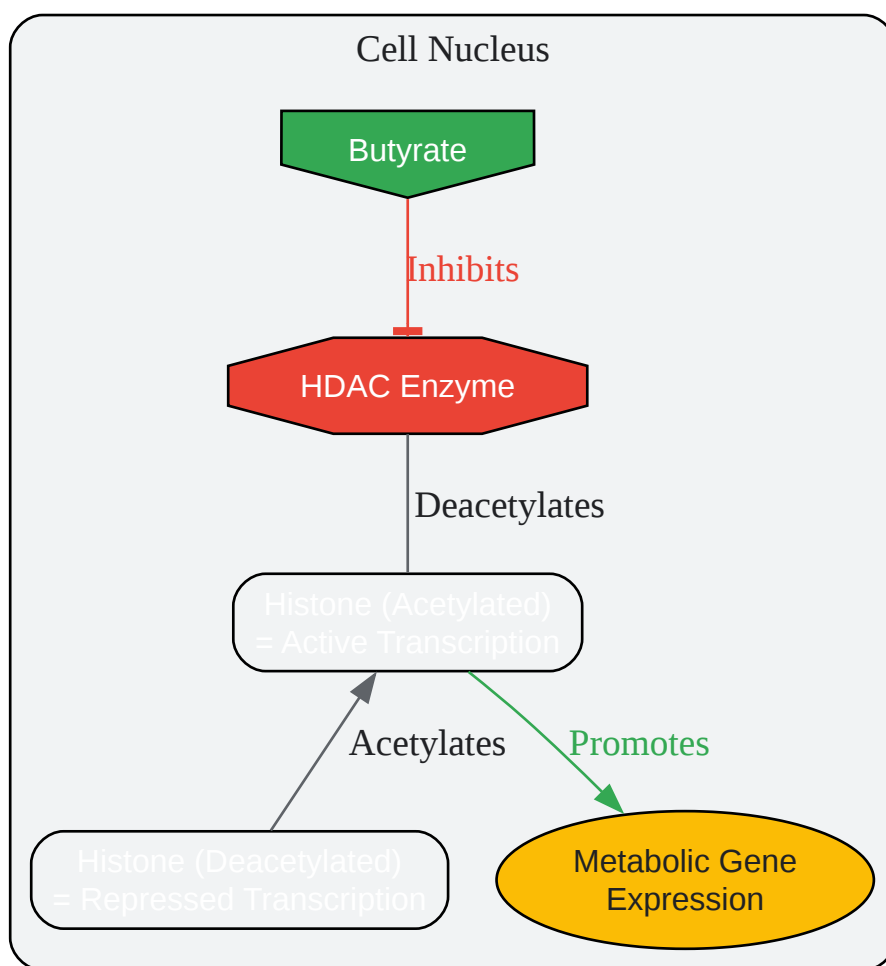 Cell Nucleus
Butyrate
Inhibits
HDAC Enzyme
Deacetylates
Histone (Acetylated)
= Active Transcription
Acetylates
Promotes
Histone (Deacetylated)
= Repressed Transcription
Metabolic Gene
Expression